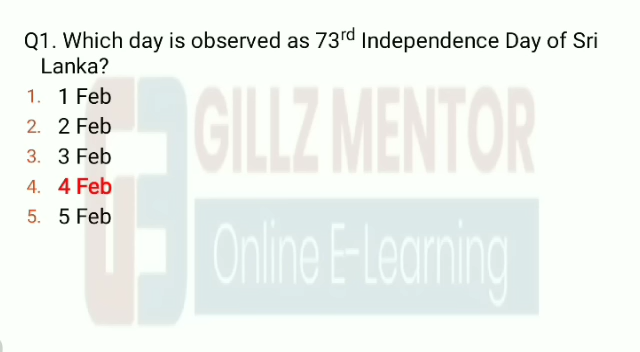 Q1. Which day is observed as 73rd Independence Day of Sri
Lanka?
1. 1 Feb
2. 2 Feb
3. 3 Feb
4. 4 Feb
5. 5 Feb
GILLZ MENTOR
Online E-Learning